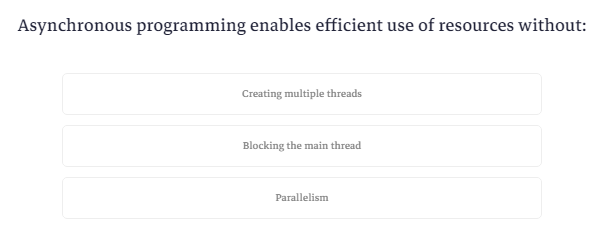 Asynchronous programming enables efficient use of resources without:
Creating multiple threads
Blocking the main thread
Parallelism